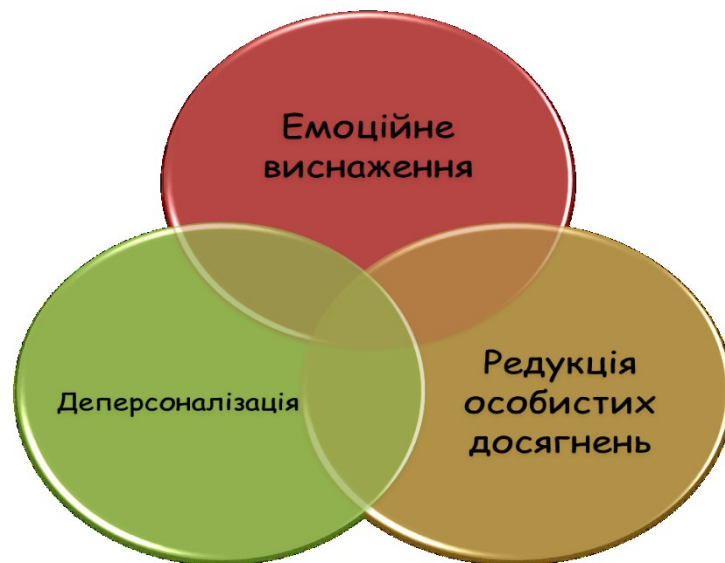 Емоційне
виснаження
Деперсоналізація
Редукція
особистих
досягнень